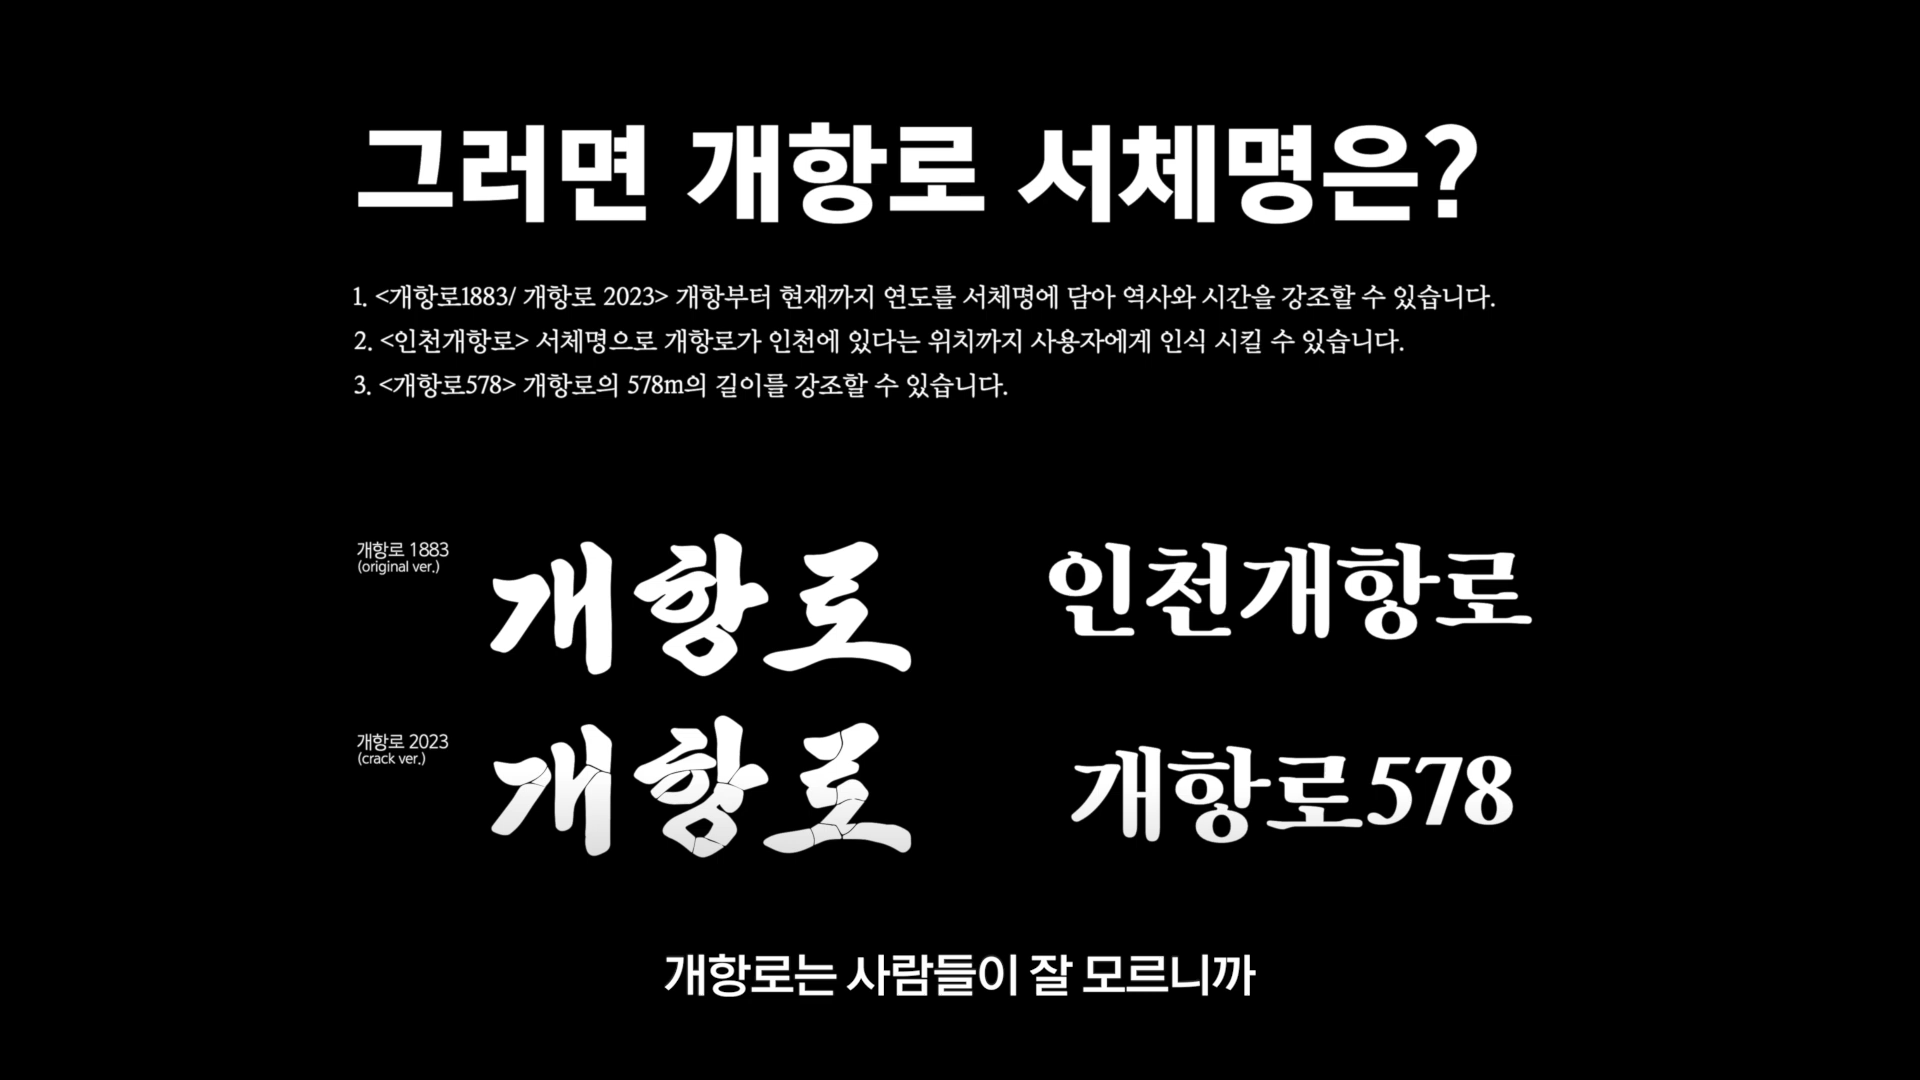 그러면 개항로 서체명은?
1. <개항로1883/ 개항로 2023> 개항부터 현재까지 연도를 서체명에 담아 역사와 시간을 강조할 수 있습니다.
2. <인천개항로> 서체명으로 개항로가 인천에 있다는 위치까지 사용자에게 인식 시킬 수 있습니다.
3. <개항로578> 개항로의 578m의 길이를 강조할 수 있습니다.
개항로 1883
(original ver.)
개항로
인천개항로
개항로 2023
(crack ver.)
개항로
개항로578
개항로는 사람들이 잘 모르니까